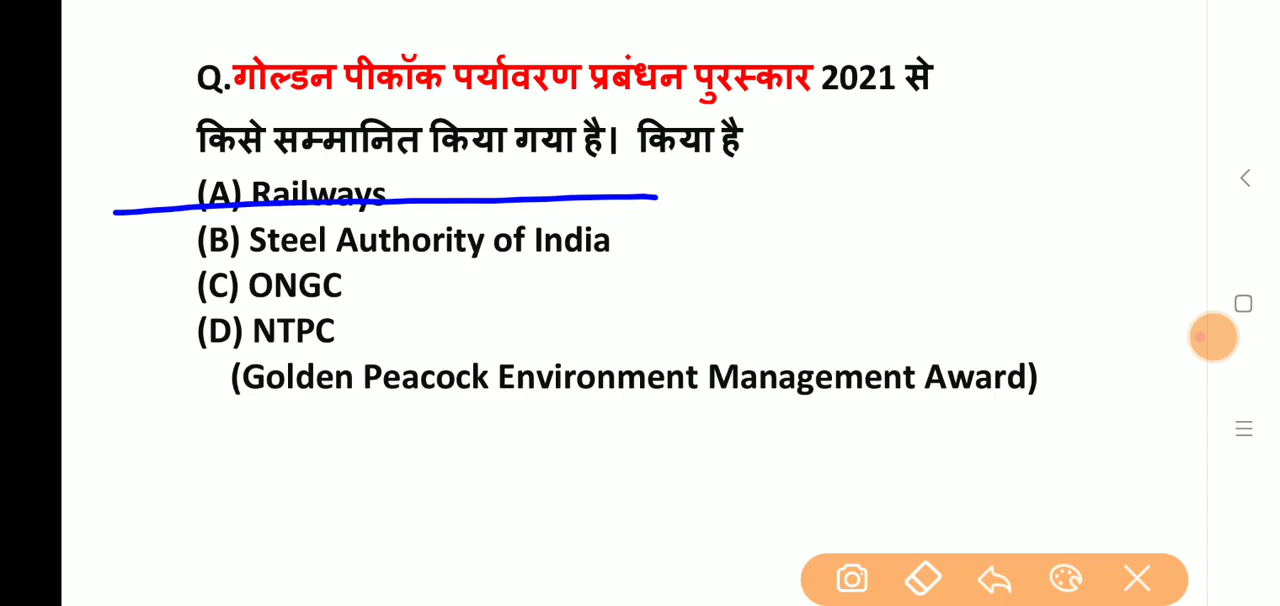 Q.गोल्डन पीकॉक पर्यावरण प्रबंधन पुरस्कार 2021 से
किसे सम्मानित किया गया है। किया है
(A) Railways
(B) Steel Authority of India
(C) ONGC
(D) NTPC
(Golden Peacock Environment Management Award)